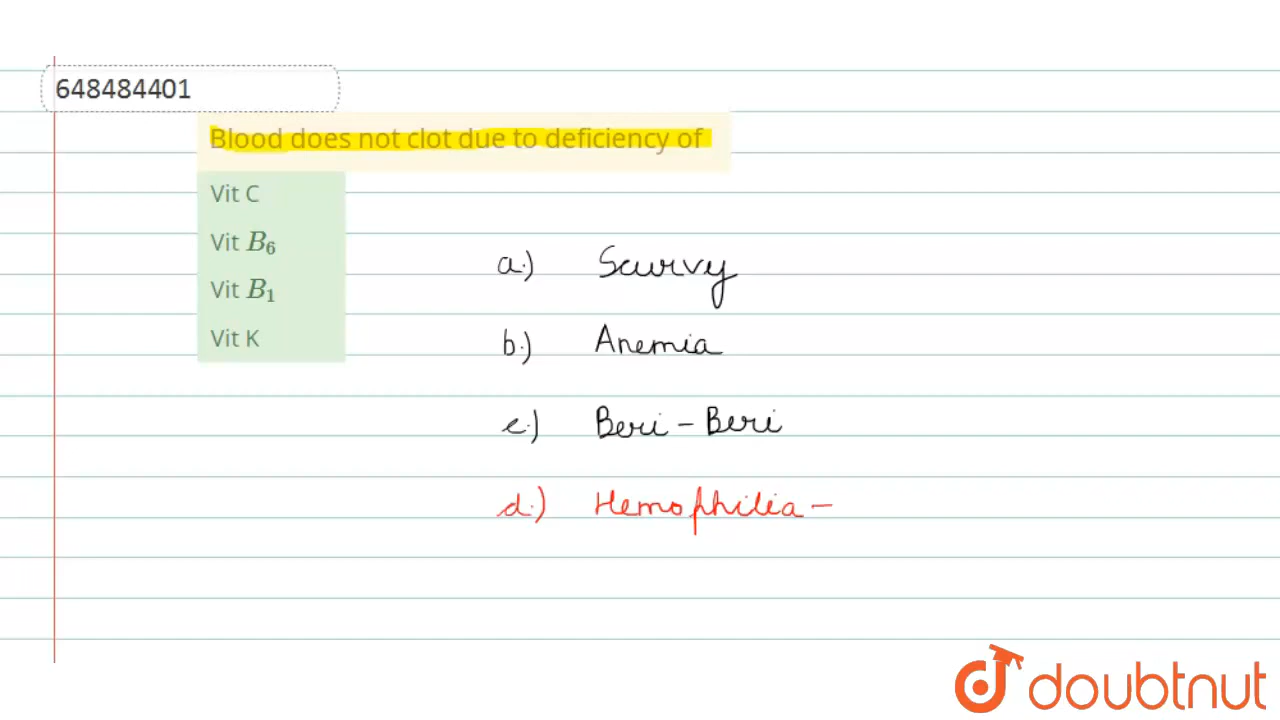 648484401
Blood does not clot due to deficiency of
Vit C
Vit B₆
Vit B₁
Vit K
a.) Scurvy
b.) Anemia
c.) Beri - Beri
d.) Hemophilia -
doubtnut